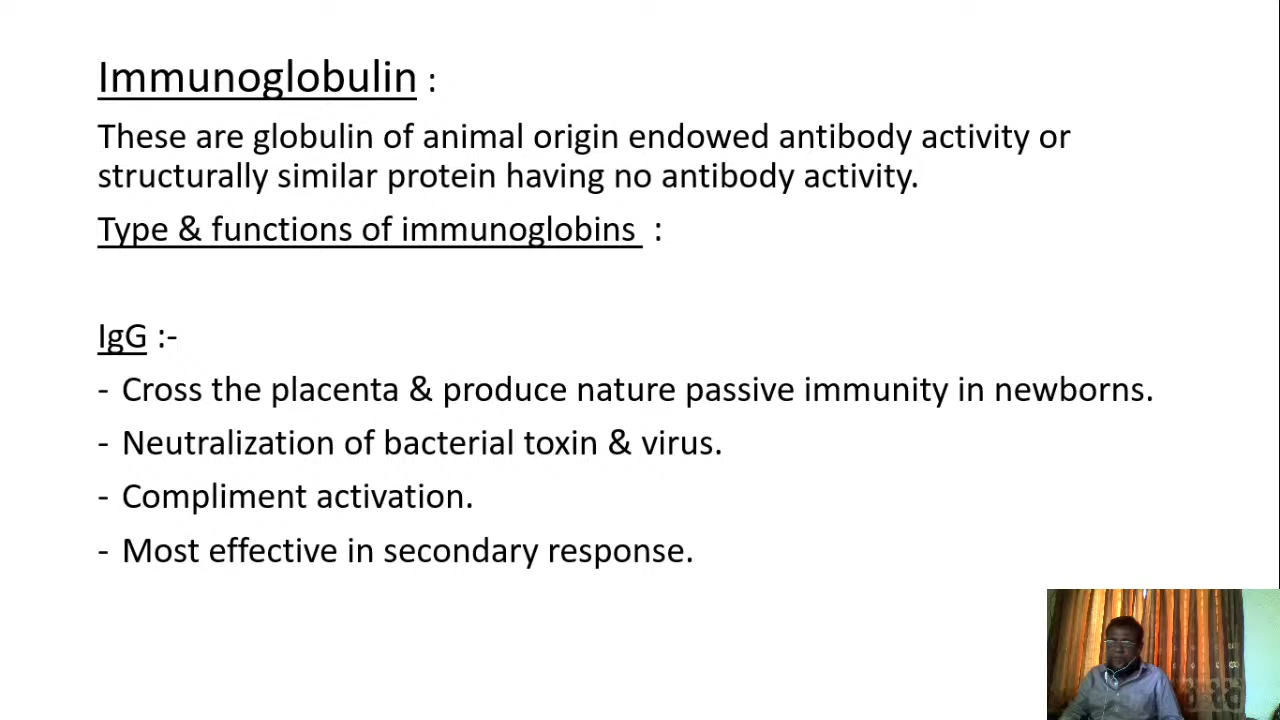 Immunoglobulin :
These are globulin of animal origin endowed antibody activity or
structurally similar protein having no antibody activity.
Type & functions of immunoglobins :
IgG :-
- Cross the placenta & produce nature passive immunity in newborns.
- Neutralization of bacterial toxin & virus.
- Compliment activation.
- Most effective in secondary response.